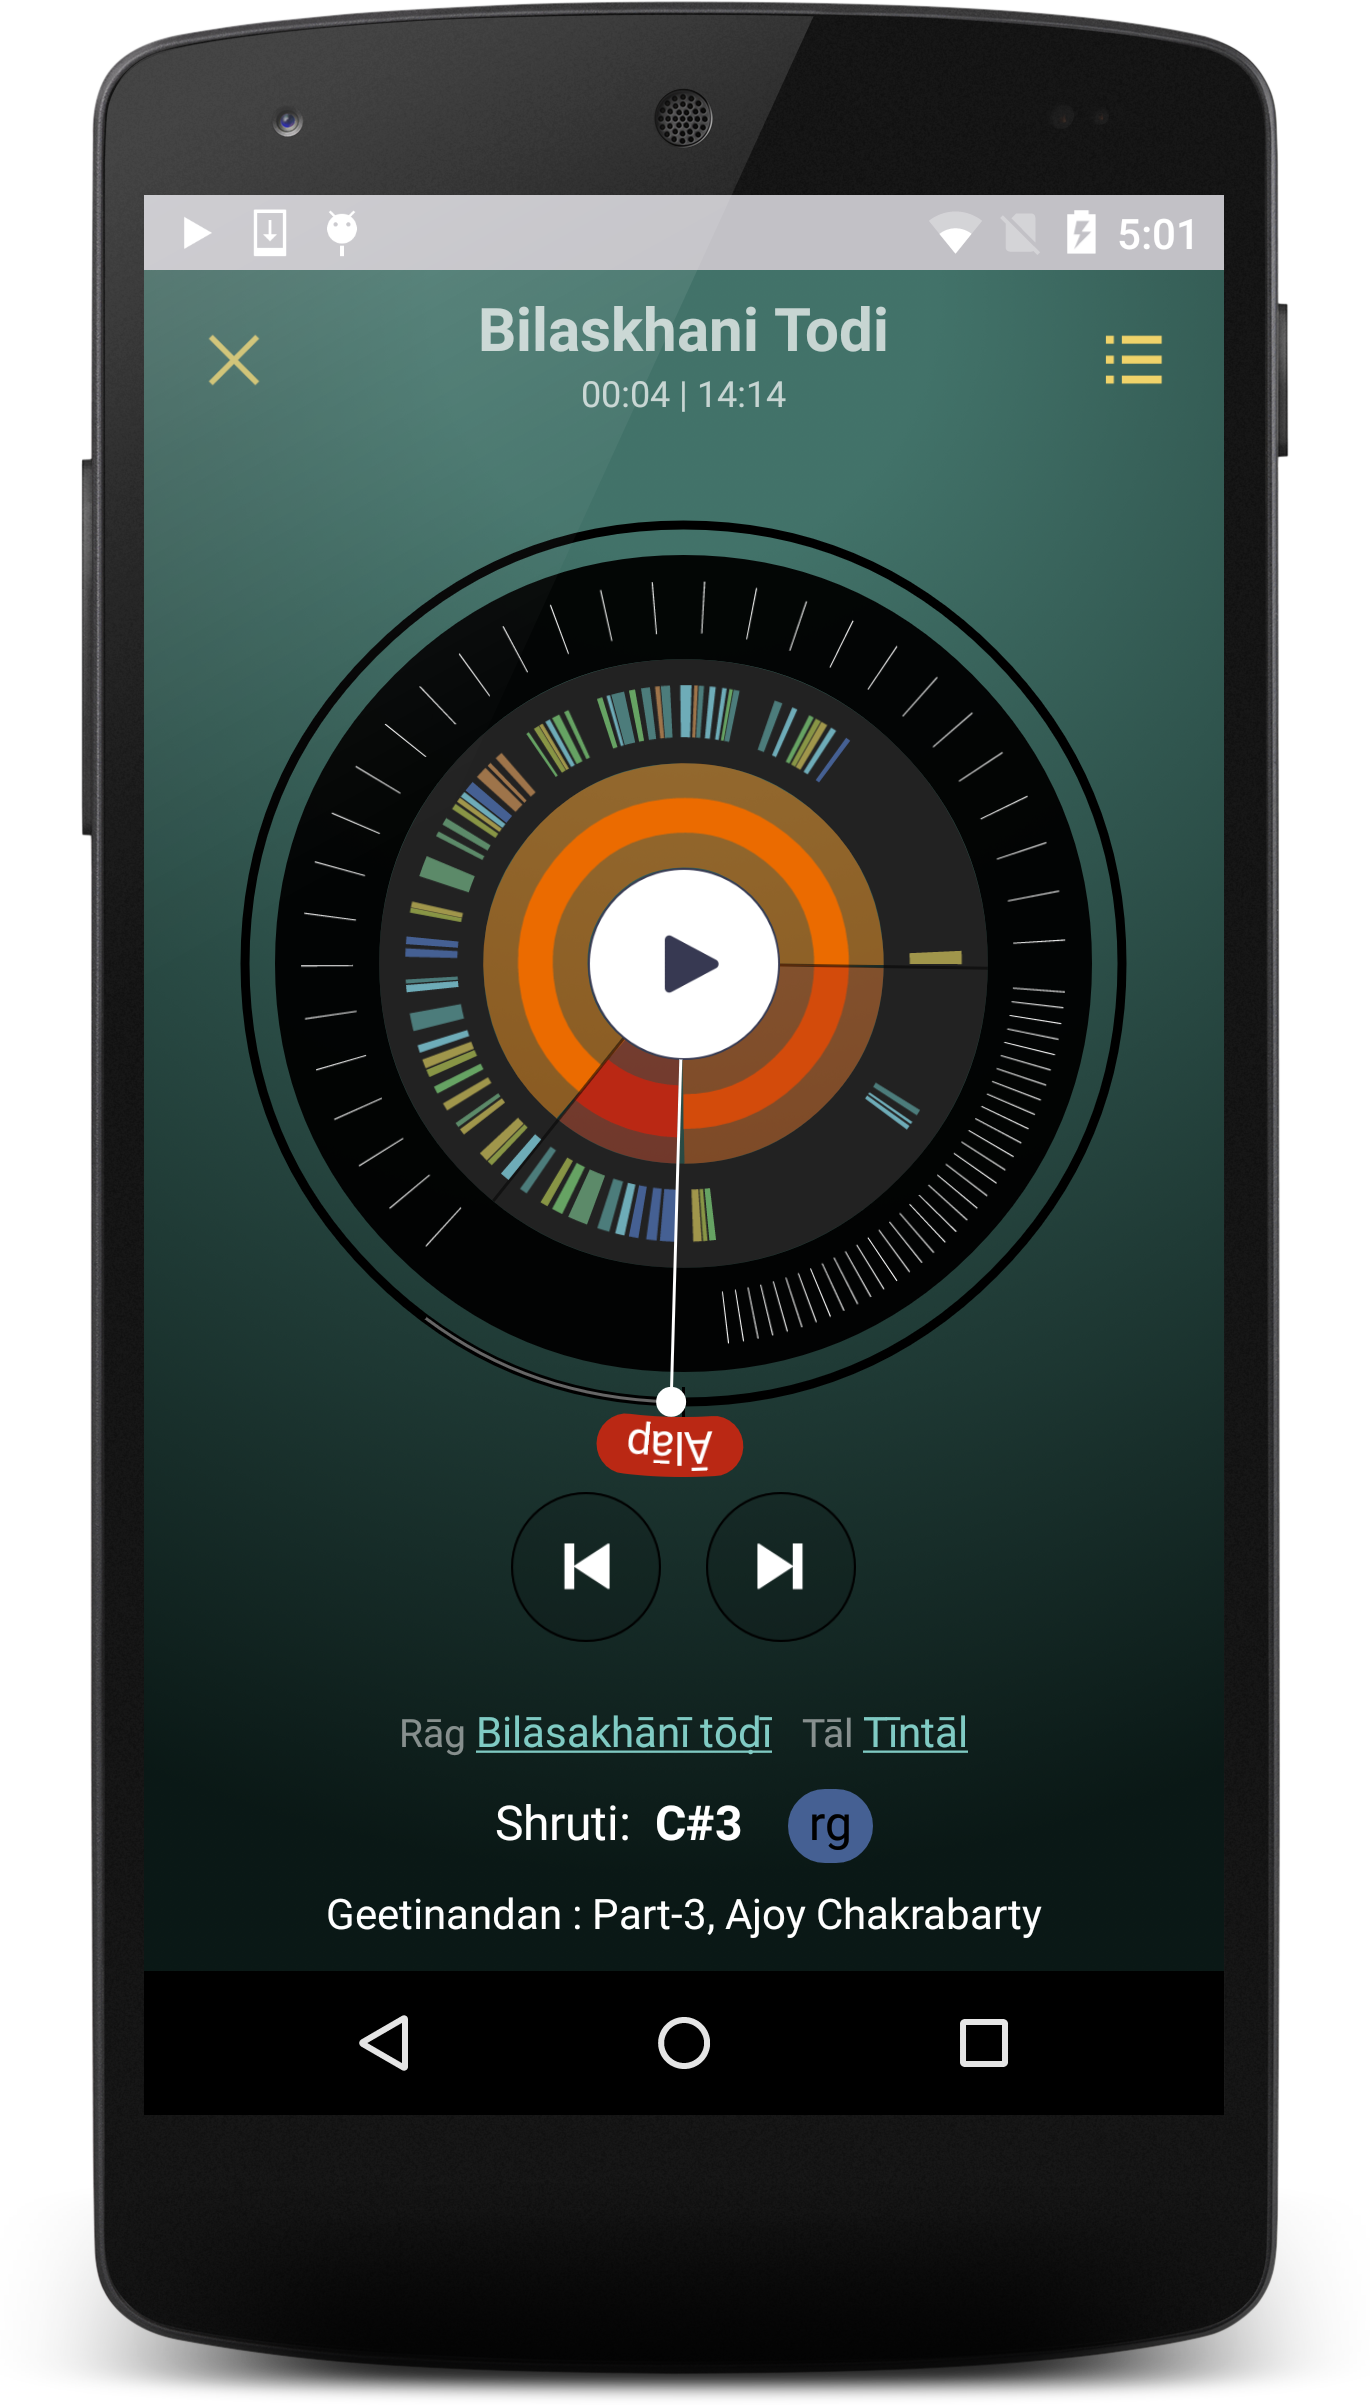 5:01
Bilaskhani Todi
00:04 | 14:14
Ālāp
Rāg Bilāsakhānī tōḍī Tāl Tīntāl
Shruti: C#3 rg
Geetinandan : Part-3, Ajoy Chakrabarty